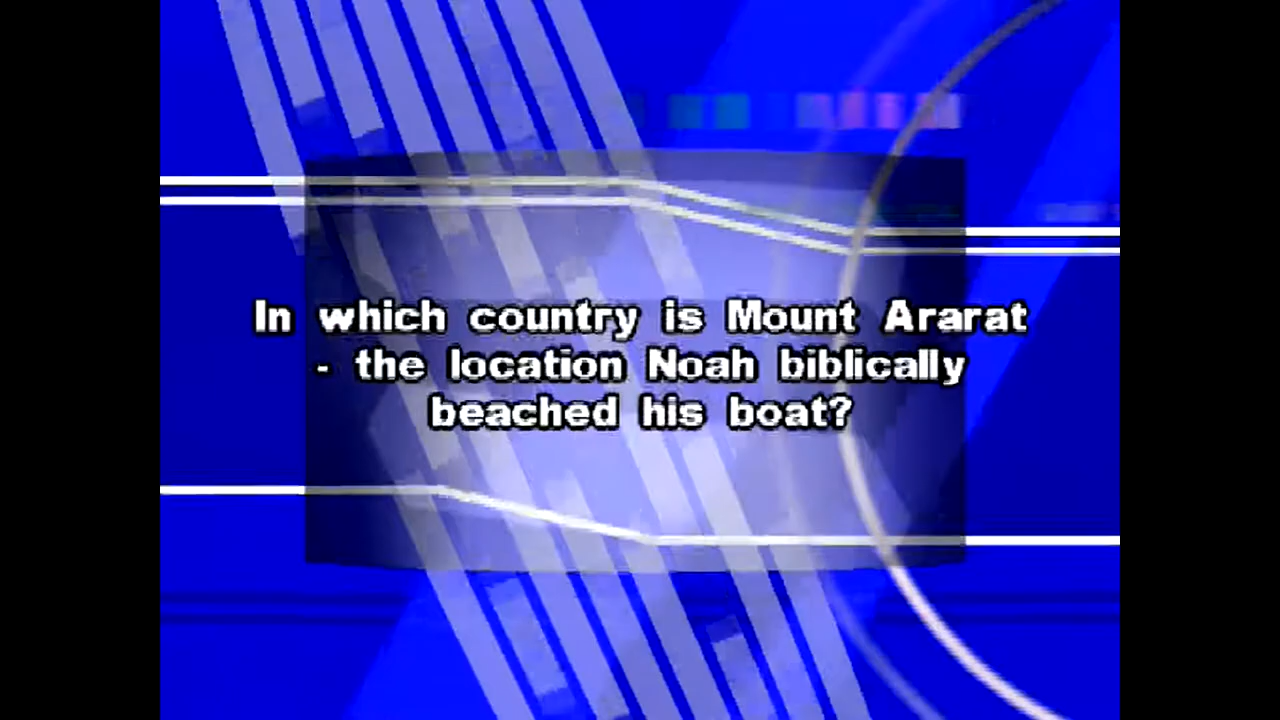 In which country is Mount Ararat
- the location Noah biblically
beached his boat?